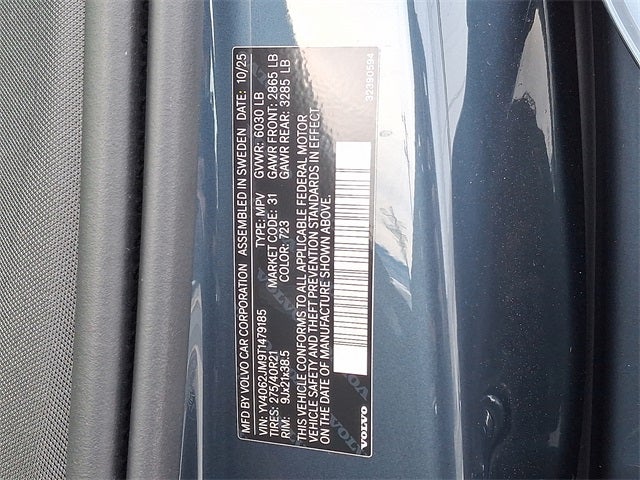 MFD BY VOLVO CAR CORPORATION ASSEMBLED IN SWEDEN DATE: 10/25
VIN: YV4062JM9T1479185 TYPE: MPV GVWR: 6030 LB
TIRES: 275/40R21 MARKET CODE: 31 GAWR FRONT: 2865 LB
RIM: 9Jx21x38.5 COLOR: 723 GAWR REAR: 3285 LB
THIS VEHICLE CONFORMS TO ALL APPLICABLE FEDERAL MOTOR
VEHICLE SAFETY AND THEFT PREVENTION STANDARDS IN EFFECT
ON THE DATE OF MANUFACTURE SHOWN ABOVE.
VOLVO 32390594